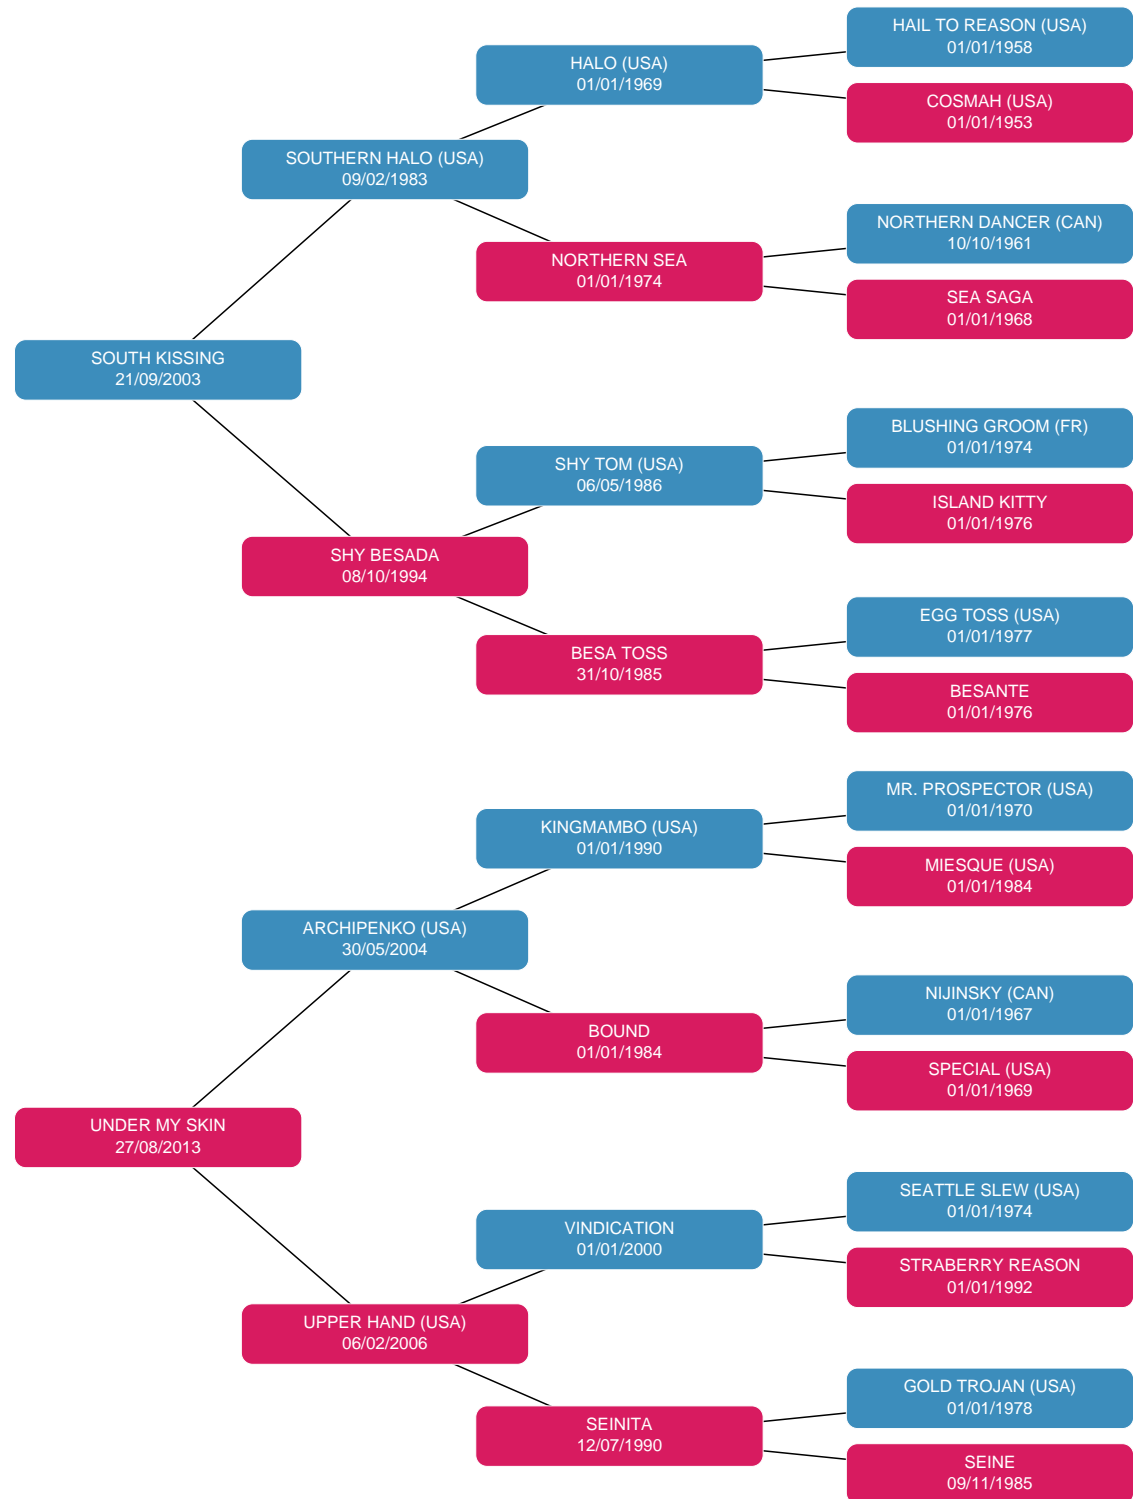 HAIL TO REASON (USA)
01/01/1958
HALO (USA)
01/01/1969
COSMAH (USA)
01/01/1953
SOUTHERN HALO (USA)
09/02/1983
NORTHERN DANCER (CAN)
10/10/1961
NORTHERN SEA
01/01/1974
SEA SAGA
01/01/1968
SOUTH KISSING
21/09/2003
BLUSHING GROOM (FR)
01/01/1974
SHY TOM (USA)
06/05/1986
ISLAND KITTY
01/01/1976
SHY BESADA
08/10/1994
EGG TOSS (USA)
01/01/1977
BESA TOSS
31/10/1985
BESANTE
01/01/1976
MR. PROSPECTOR (USA)
01/01/1970
KINGMAMBO (USA)
01/01/1990
MIESQUE (USA)
01/01/1984
ARCHIPENKO (USA)
30/05/2004
NIJINSKY (CAN)
01/01/1967
BOUND
01/01/1984
SPECIAL (USA)
01/01/1969
UNDER MY SKIN
27/08/2013
SEATTLE SLEW (USA)
01/01/1974
VINDICATION
01/01/2000
STRABERRY REASON
01/01/1992
UPPER HAND (USA)
06/02/2006
GOLD TROJAN (USA)
01/01/1978
SEINITA
12/07/1990
SEINE
09/11/1985